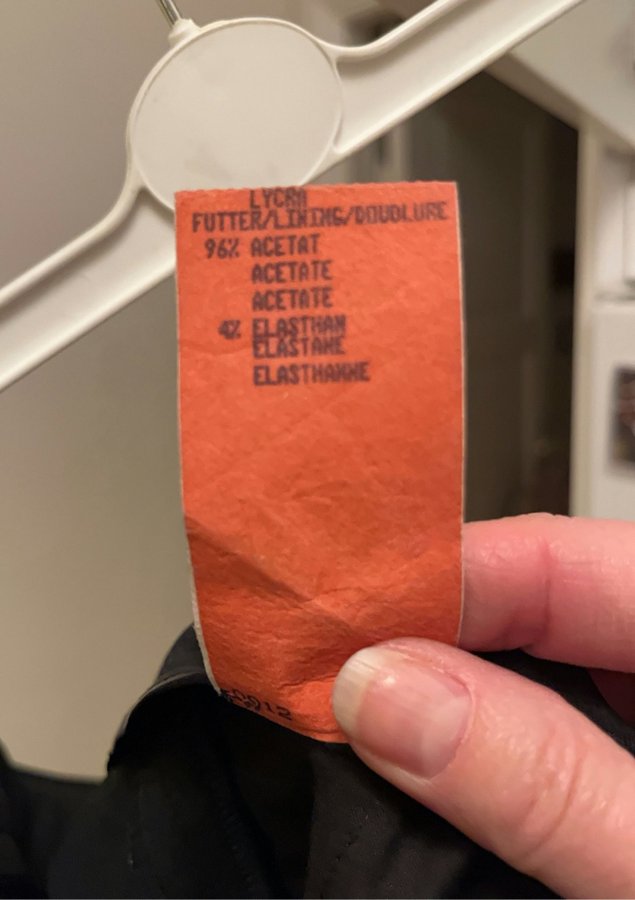 LYCRA
FUTTER/LINING/DOUBLURE
96% ACETAT
ACETATE
ACETATE
4% ELASTHAN
ELASTANE
ELASTHANNE